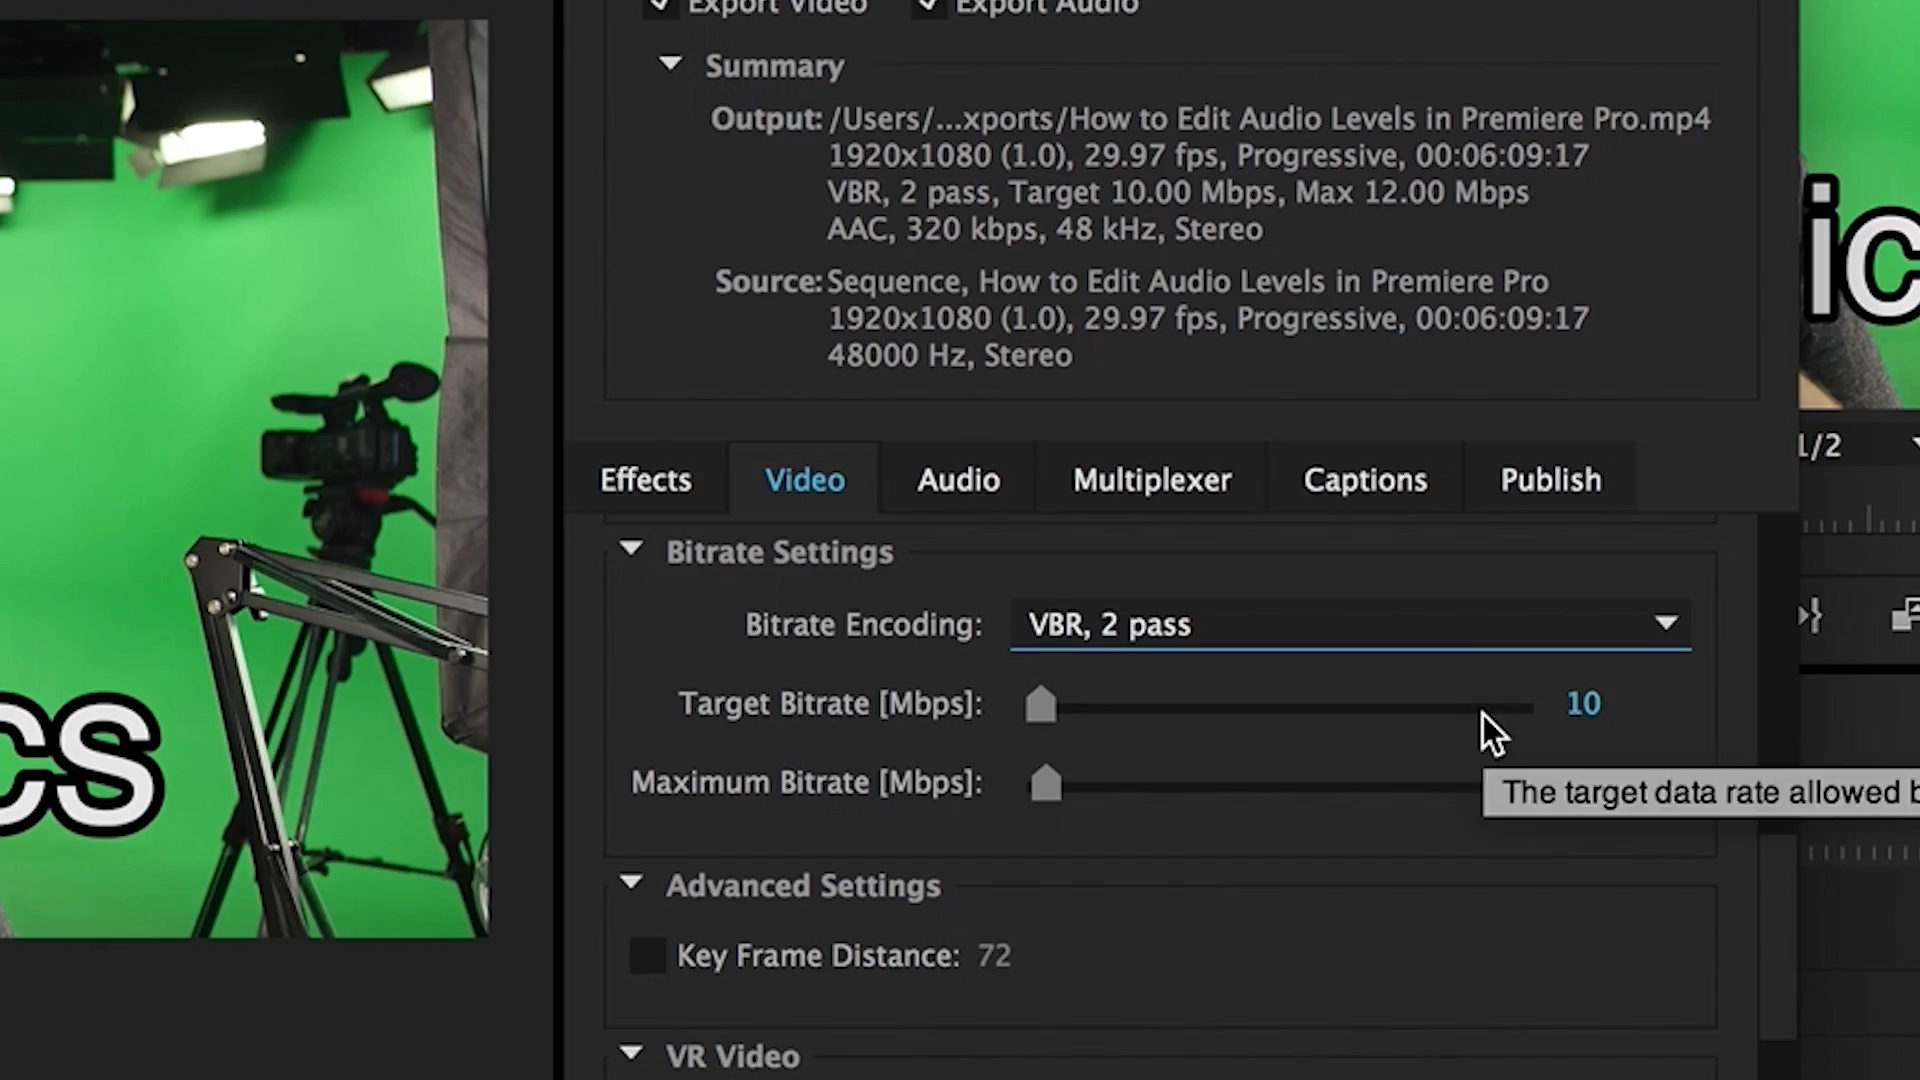 Export Video Export Audio
Summary
Output: /Users/...xports/How to Edit Audio Levels in Premiere Pro.mp4
1920x1080 (1.0), 29.97 fps, Progressive, 00:06:09:17
VBR, 2 pass, Target 10.00 Mbps, Max 12.00 Mbps
AAC, 320 kbps, 48 kHz, Stereo
Source: Sequence, How to Edit Audio Levels in Premiere Pro
1920x1080 (1.0), 29.97 fps, Progressive, 00:06:09:17
48000 Hz, Stereo
ic
1/2
Effects Video Audio Multiplexer Captions Publish
Bitrate Settings
Bitrate Encoding: VBR, 2 pass
Target Bitrate [Mbps]: 10
Maximum Bitrate [Mbps]:
The target data rate allowed
cs
Advanced Settings
Key Frame Distance: 72
VR Video